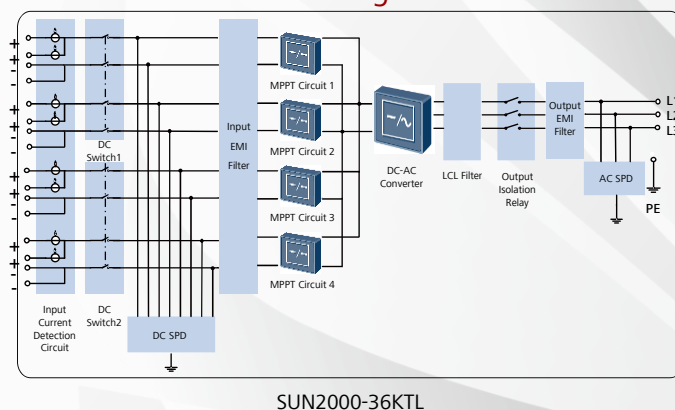 +
+
-
-
MPPT Circuit 1
+
+
-
-
DC
Switch1
Input
EMI
Filter
MPPT Circuit 2
DC-AC
Converter
LCL Filter
Output
Isolation
Relay
Output
EMI
Filter
L1
L2
L3
AC SPD
PE
+
+
-
-
MPPT Circuit 3
+
+
-
-
MPPT Circuit 4
Input
Current
Detection
Circuit
DC
Switch2
DC SPD
SUN2000-36KTL